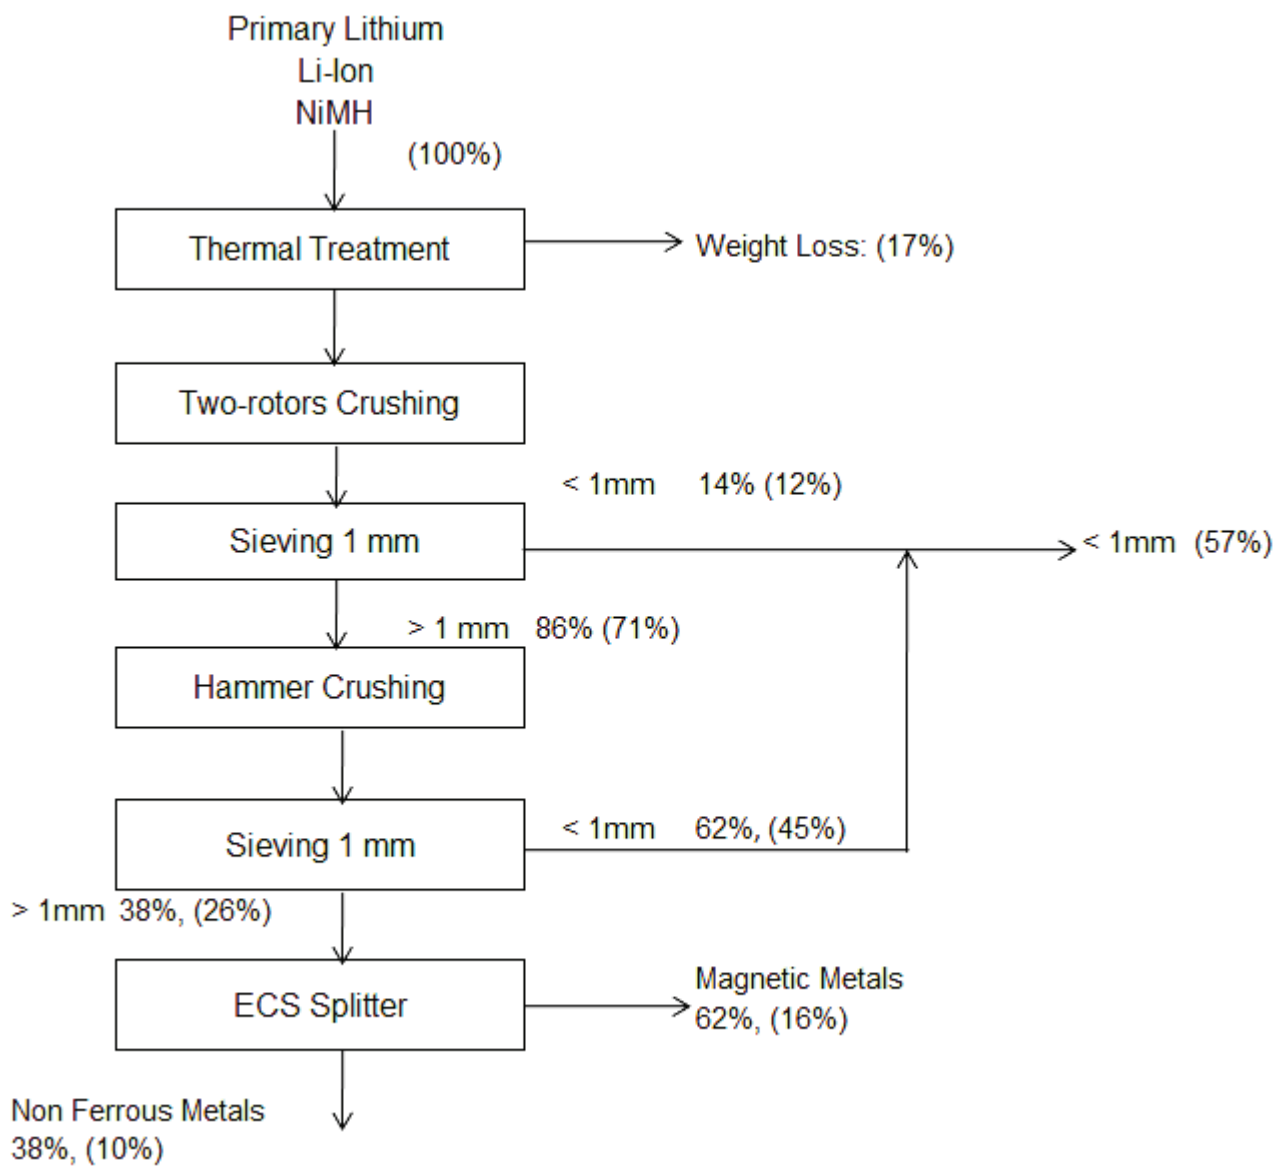 Primary Lithium
Li-Ion
NiMH
(100%)
Thermal Treatment
Weight Loss: (17%)
Two-rotors Crushing
< 1mm 14% (12%)
Sieving 1 mm
< 1mm (57%)
> 1 mm 86% (71%)
Hammer Crushing
< 1mm 62%, (45%)
Sieving 1 mm
> 1mm 38%, (26%)
ECS Splitter
Magnetic Metals
62%, (16%)
Non Ferrous Metals
38%, (10%)